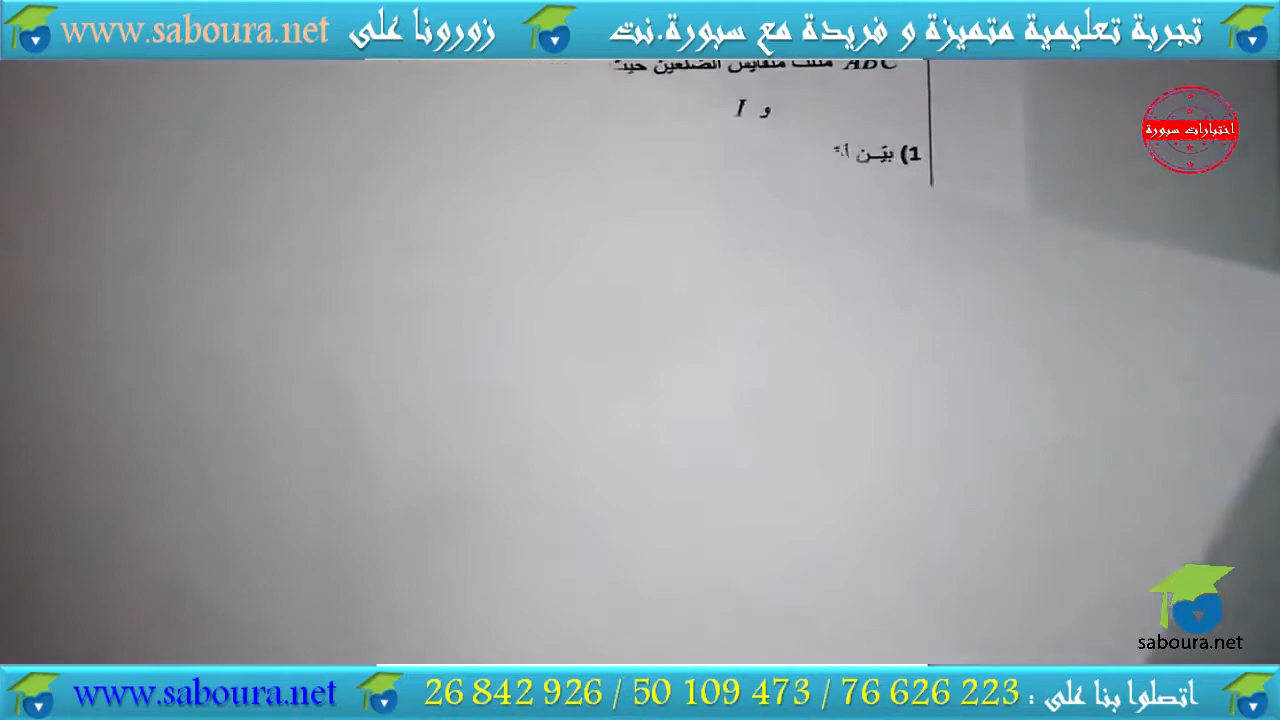 تجربة تعليمية متميزة و فريدة مع سبورة.نت زورونا على www.saboura.net
ABC مثلث متقايس الضلعين حيث
و I
1) بيّن
اختبارات سبورة
saboura.net
اتصلوا بنا على : 26 842 926 / 50 109 473 / 76 626 223 www.saboura.net